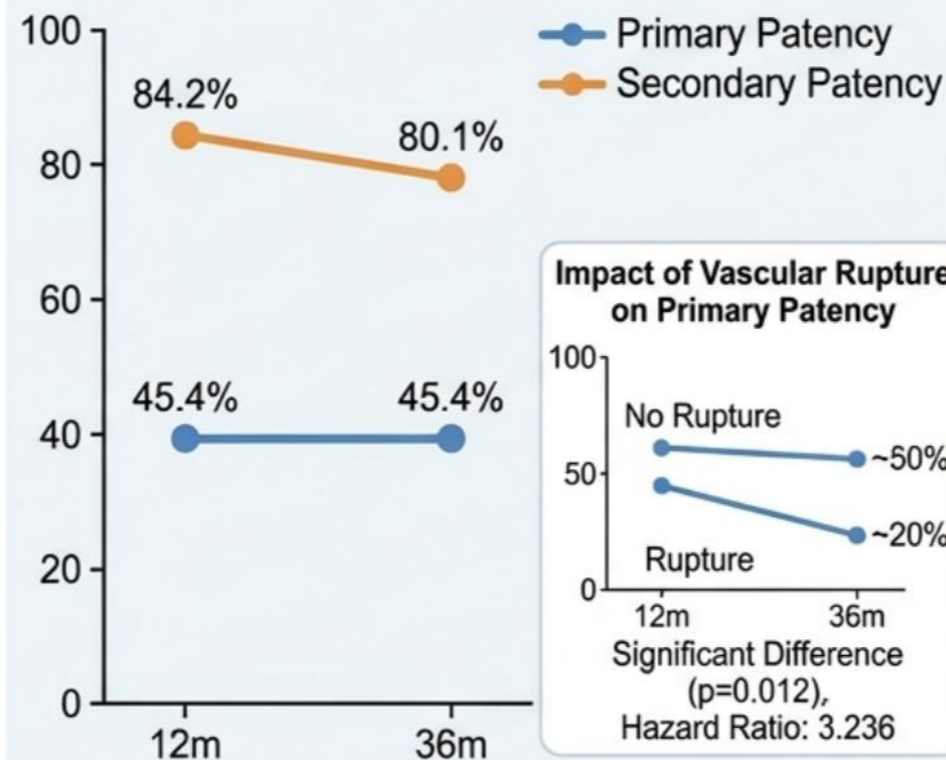 100
80
60
40
20
0
84.2%
80.1%
45.4%
45.4%
12m
36m
Primary Patency
Secondary Patency
Impact of Vascular Rupture
on Primary Patency
100
50
0
No Rupture
~50%
~20%
Rupture
12m
36m
Significant Difference
(p=0.012),
Hazard Ratio: 3.236